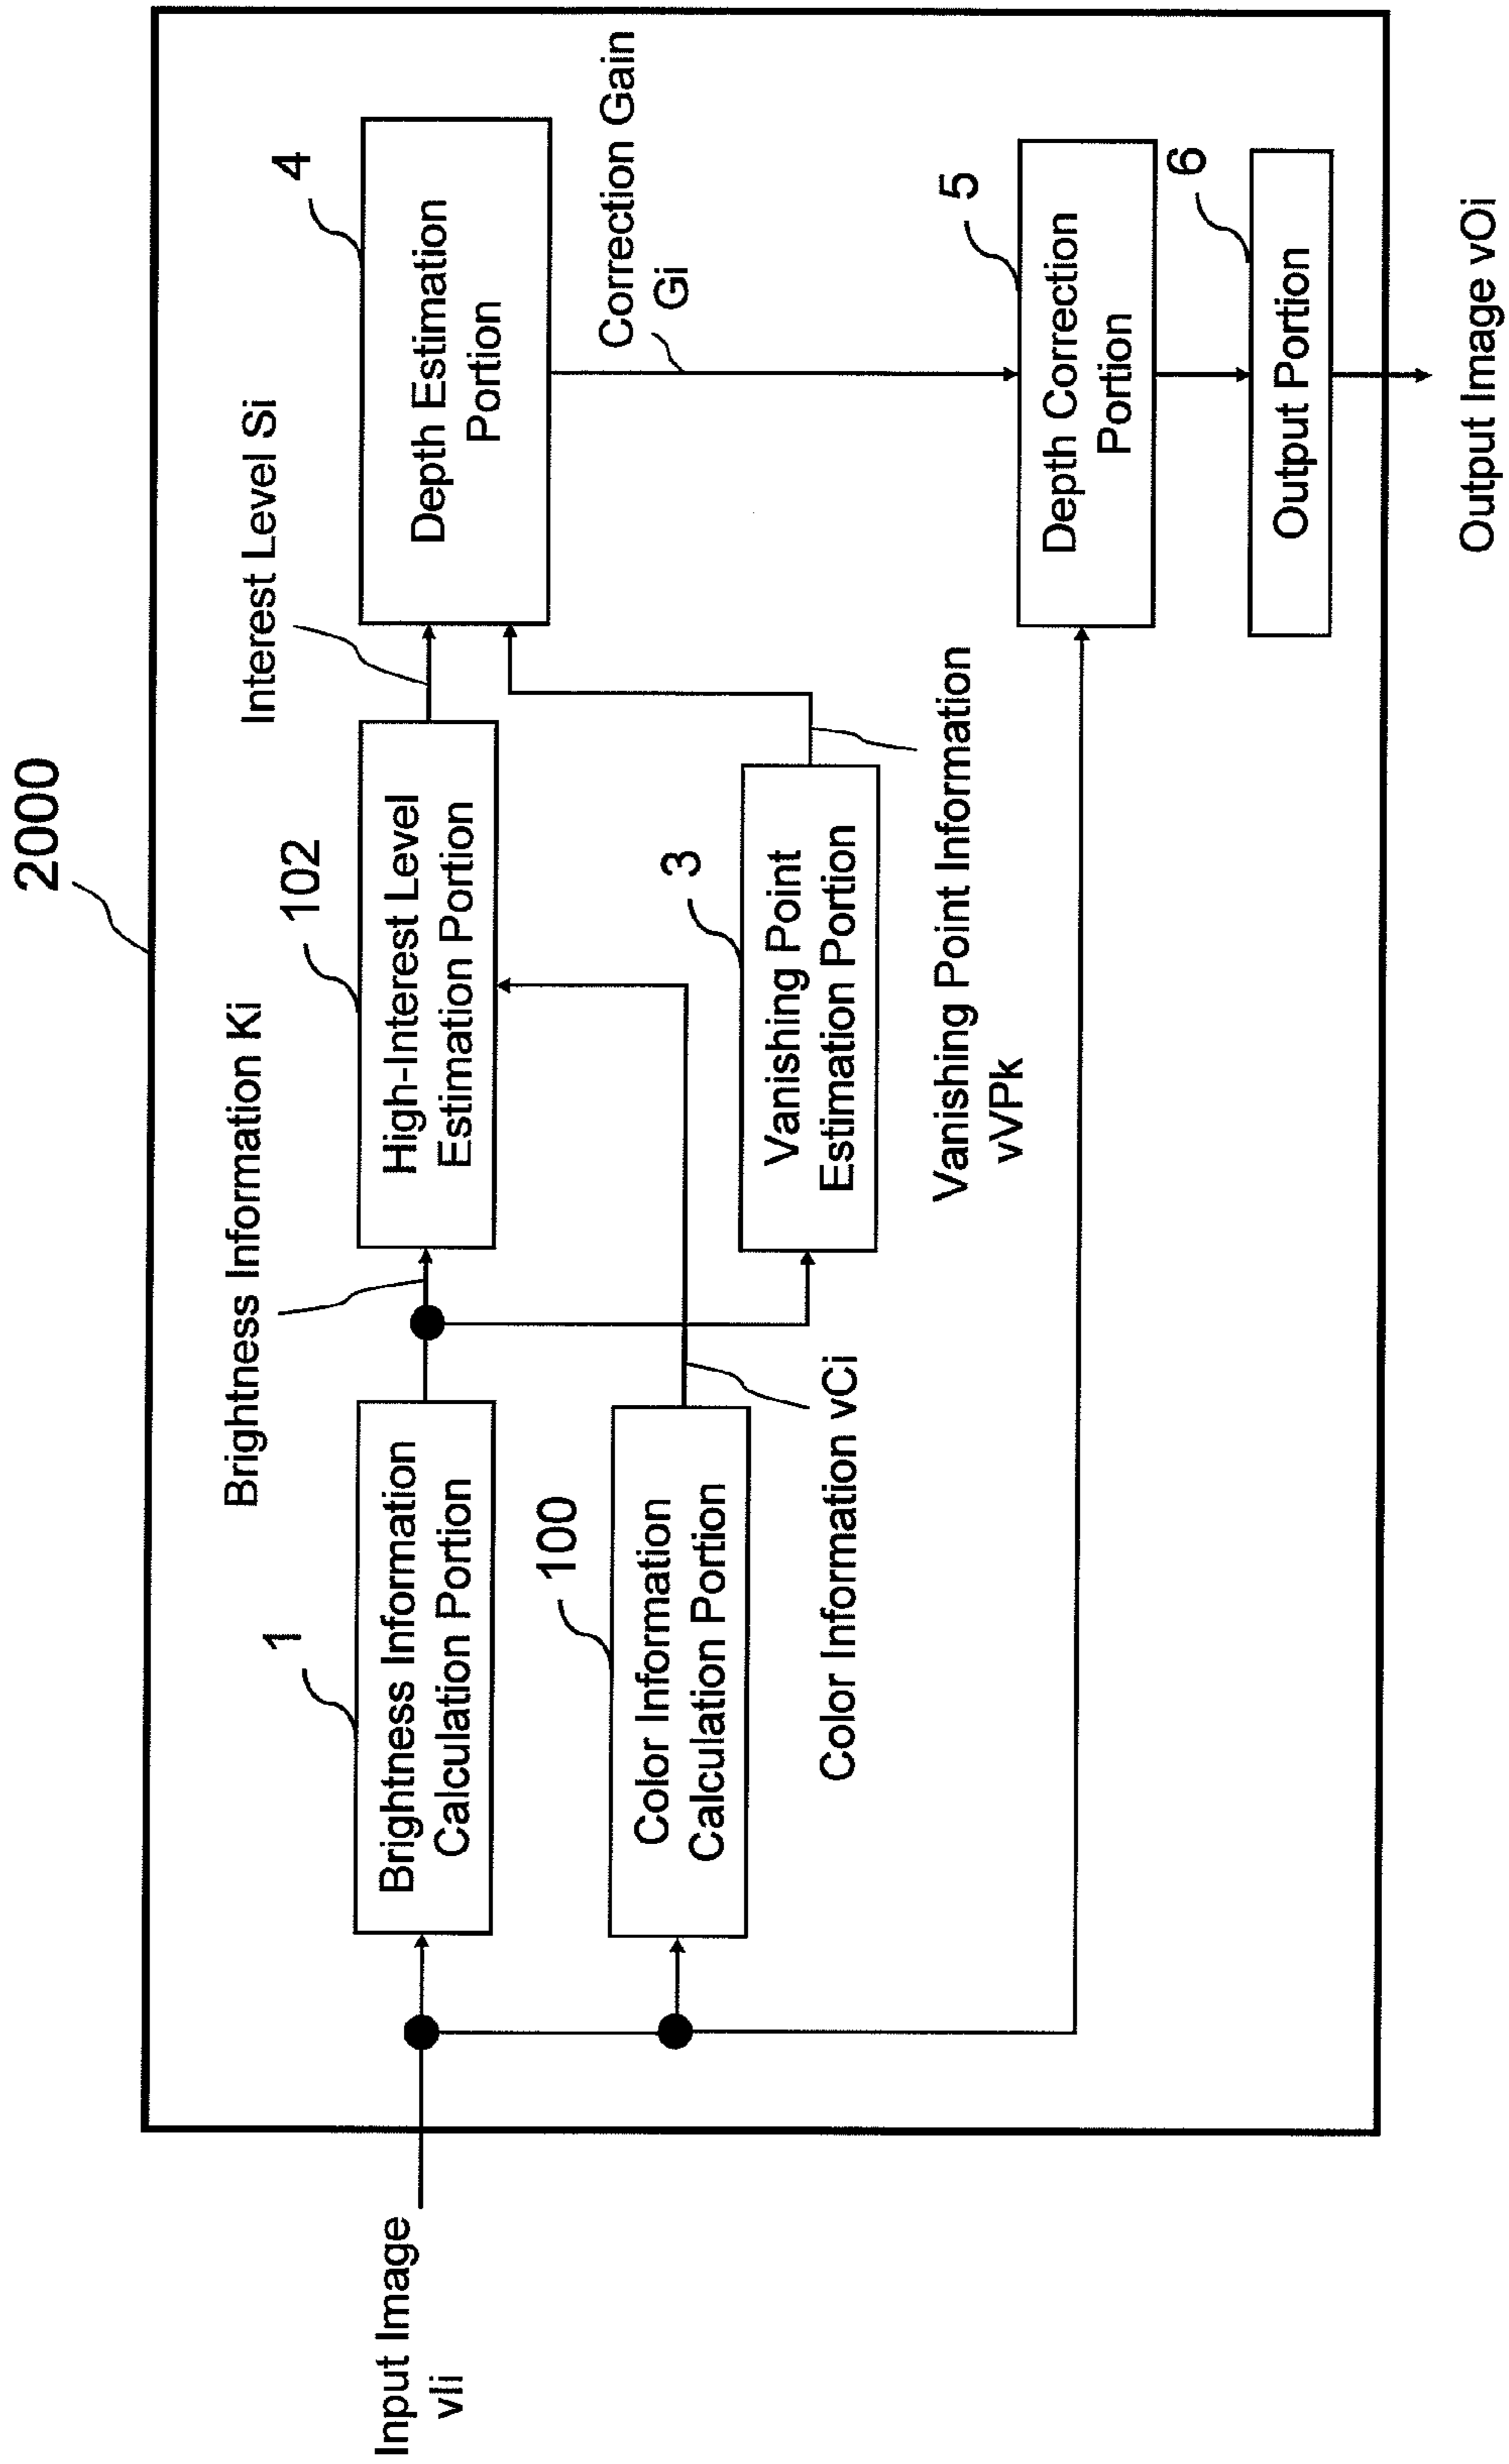 2000
Input Image
vIi
1
Brightness Information
Calculation Portion
Brightness Information Ki
102
High-Interest Level
Estimation Portion
Interest Level Si
4
Depth Estimation
Portion
100
Color Information
Calculation Portion
Color Information vCi
3
Vanishing Point
Estimation Portion
Vanishing Point Information
vVPk
Correction Gain
Gi
5
Depth Correction
Portion
6
Output Portion
Output Image vOi